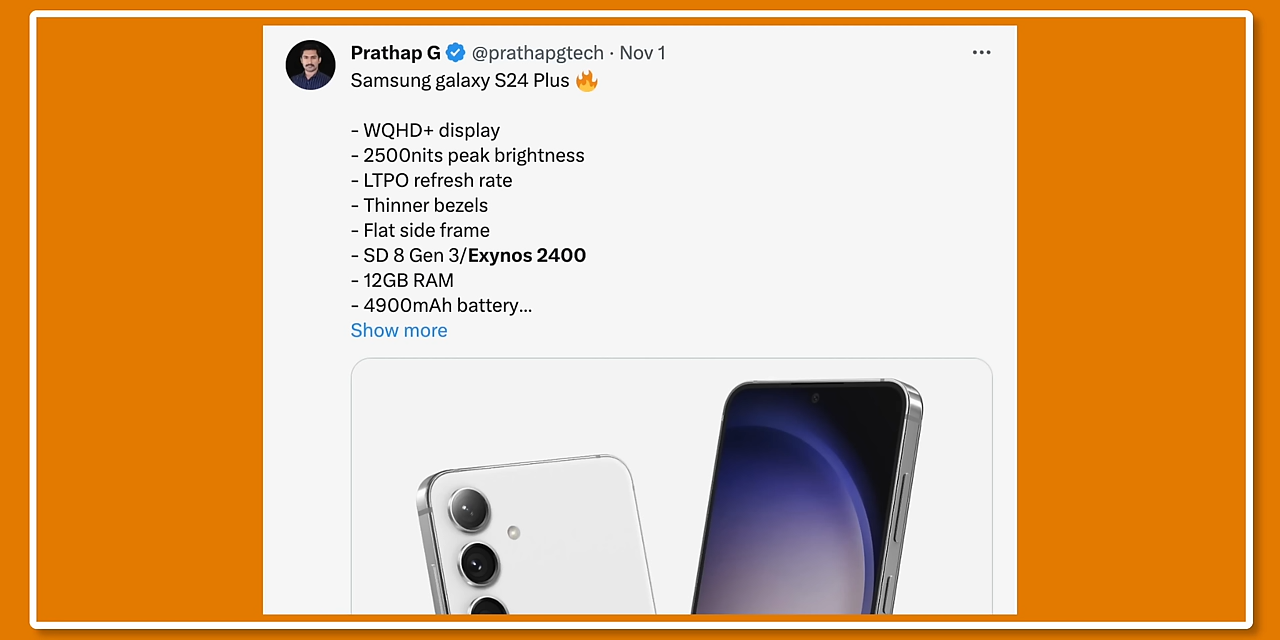 Prathap G @prathapgtech · Nov 1
Samsung galaxy S24 Plus 🔥
- WQHD+ display
- 2500nits peak brightness
- LTPO refresh rate
- Thinner bezels
- Flat side frame
- SD 8 Gen 3/Exynos 2400
- 12GB RAM
- 4900mAh battery...
Show more